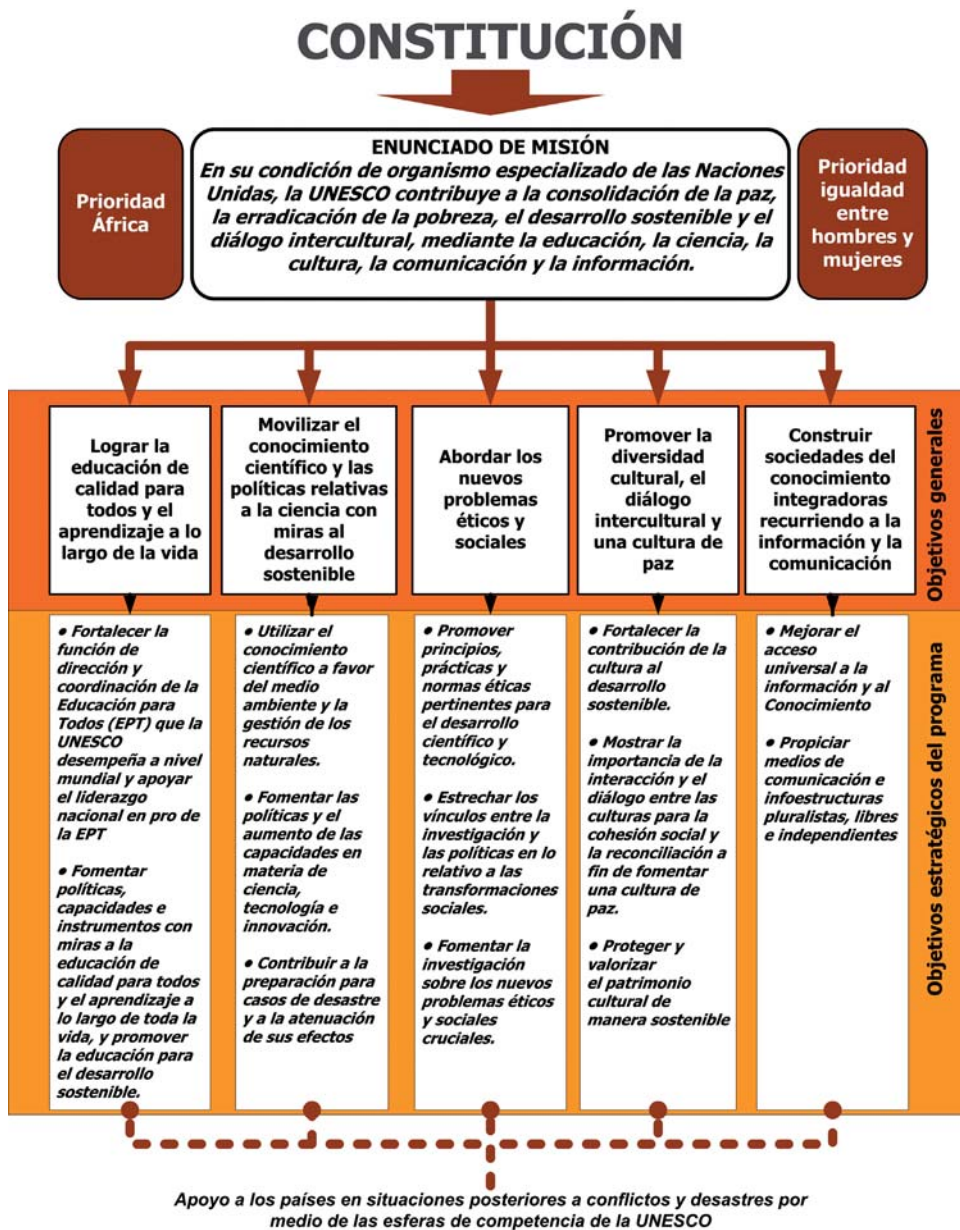 CONSTITUCIÓN
Prioridad
África
ENUNCIADO DE MISIÓN
En su condición de organismo especializado de las Naciones
Unidas, la UNESCO contribuye a la consolidación de la paz,
la erradicación de la pobreza, el desarrollo sostenible y el
diálogo intercultural, mediante la educación, la ciencia, la
cultura, la comunicación y la información.
Prioridad
igualdad
entre
hombres y
mujeres
Lograr la
educación de
calidad para
todos y el
aprendizaje a lo
largo de la vida
Movilizar el
conocimiento
científico y las
políticas relativas
a la ciencia con
miras al
desarrollo
sostenible
Abordar los
nuevos
problemas
éticos y
sociales
Promover la
diversidad
cultural, el
diálogo
intercultural y
una cultura de
paz
Construir
sociedades del
conocimiento
integradoras
recurriendo a la
información y la
comunicación
Objetivos generales
● Fortalecer la
función de
dirección y
coordinación de la
Educación para
Todos (EPT) que la
UNESCO
desempeña a nivel
mundial y apoyar
el liderazgo
nacional en pro de
la EPT
● Fomentar
políticas,
capacidades e
instrumentos con
miras a la
educación de
calidad para todos
y el aprendizaje a
lo largo de toda la
vida, y promover
la educación para
el desarrollo
sostenible.
● Utilizar el
conocimiento
científico a favor
del medio
ambiente y la
gestión de los
recursos
naturales.
● Fomentar las
políticas y el
aumento de las
capacidades en
materia de
ciencia,
tecnología e
innovación.
● Contribuir a la
preparación para
casos de desastre
y a la atenuación
de sus efectos
● Promover
principios,
prácticas y
normas éticas
pertinentes para
el desarrollo
científico y
tecnológico.
● Estrechar los
vínculos entre la
investigación y
las políticas en lo
relativo a las
transformaciones
sociales.
● Fomentar la
investigación
sobre los nuevos
problemas éticos
y sociales
cruciales.
● Fortalecer la
contribución de la
cultura al
desarrollo
sostenible.
● Mostrar la
importancia de la
interacción y el
diálogo entre las
culturas para la
cohesión social y
la reconciliación a
fin de fomentar
una cultura de
paz.
● Proteger y
valorizar
el patrimonio
cultural de
manera sostenible
● Mejorar el
acceso
universal a la
información y al
Conocimiento
● Propiciar
medios de
comunicación e
infoestructuras
pluralistas, libres
e independientes
Objetivos estratégicos del programa
Apoyo a los países en situaciones posteriores a conflictos y desastres por
medio de las esferas de competencia de la UNESCO